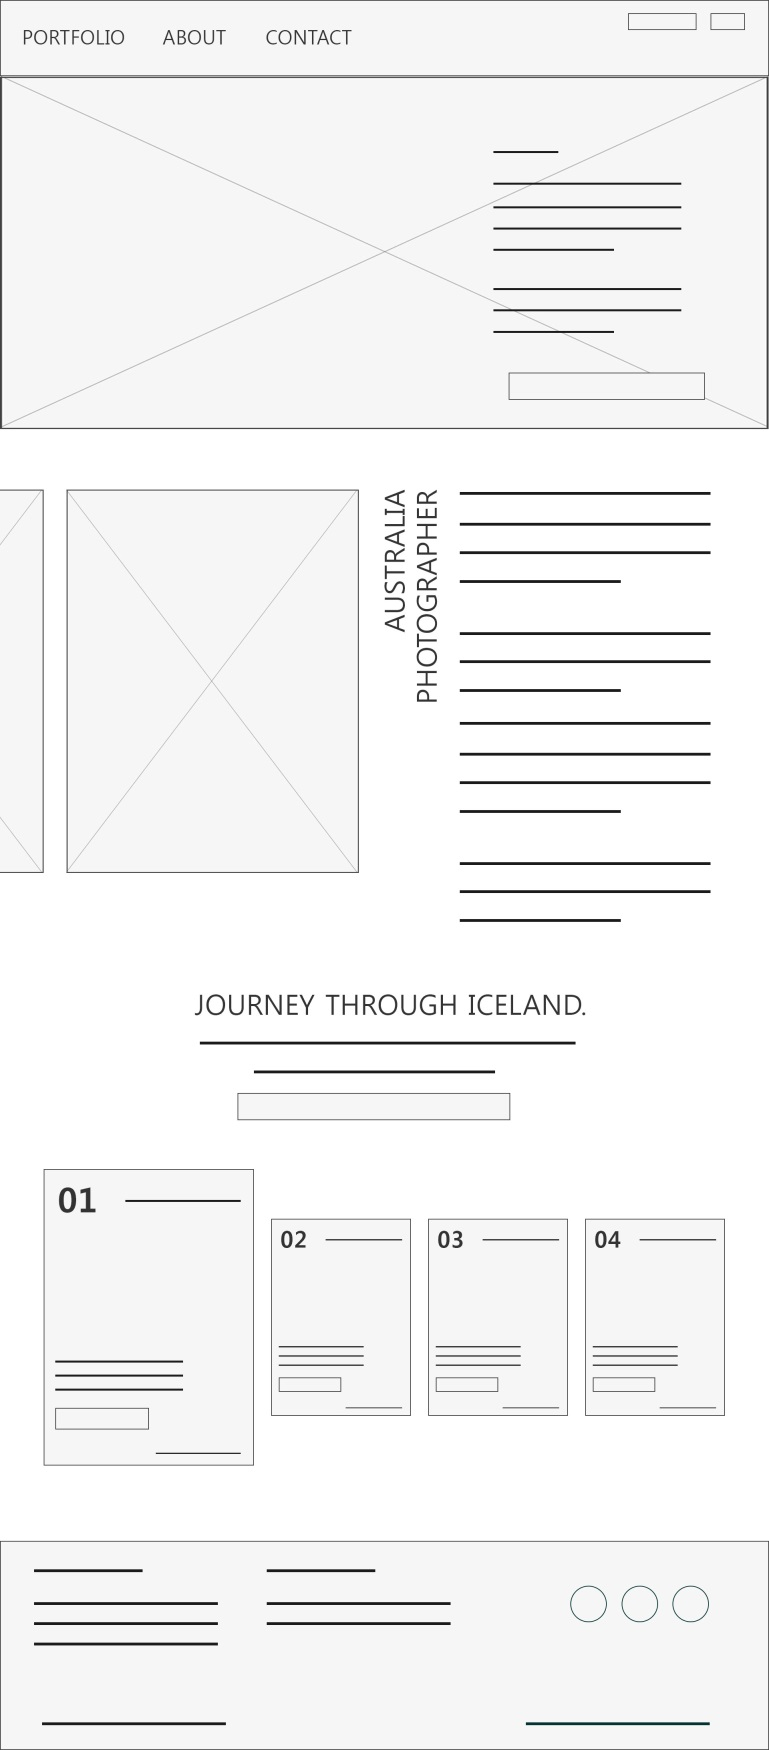 PORTFOLIO ABOUT CONTACT
AUSTRALIA
PHOTOGRAPHER
JOURNEY THROUGH ICELAND.
01
02
03
04